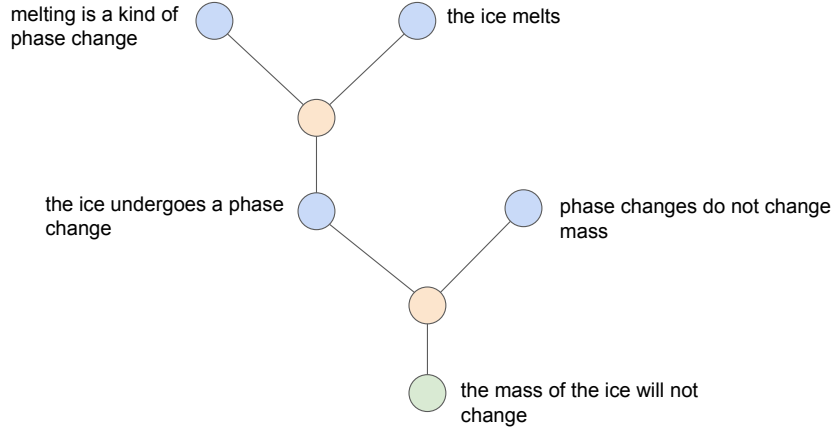 melting is a kind of
phase change
the ice melts
the ice undergoes a phase
change
phase changes do not change
mass
the mass of the ice will not
change